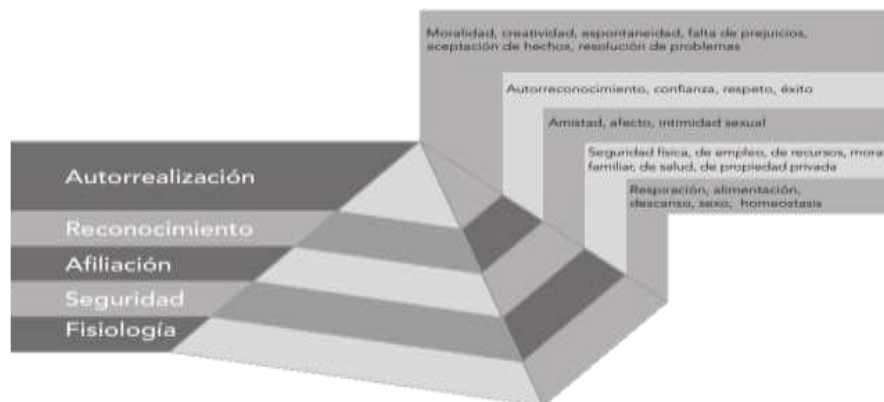 Moralidad, creatividad, espontaneidad, falta de prejuicios,
aceptación de hechos, resolución de problemas
Autorreconocimiento, confianza, respeto, éxito
Amistad, afecto, intimidad sexual
Seguridad física, de empleo, de recursos, mora
familiar, de salud, de propiedad privada
Respiración, alimentación,
descanso, sexo, homeostasis
Autorrealización
Reconocimiento
Afiliación
Seguridad
Fisiología